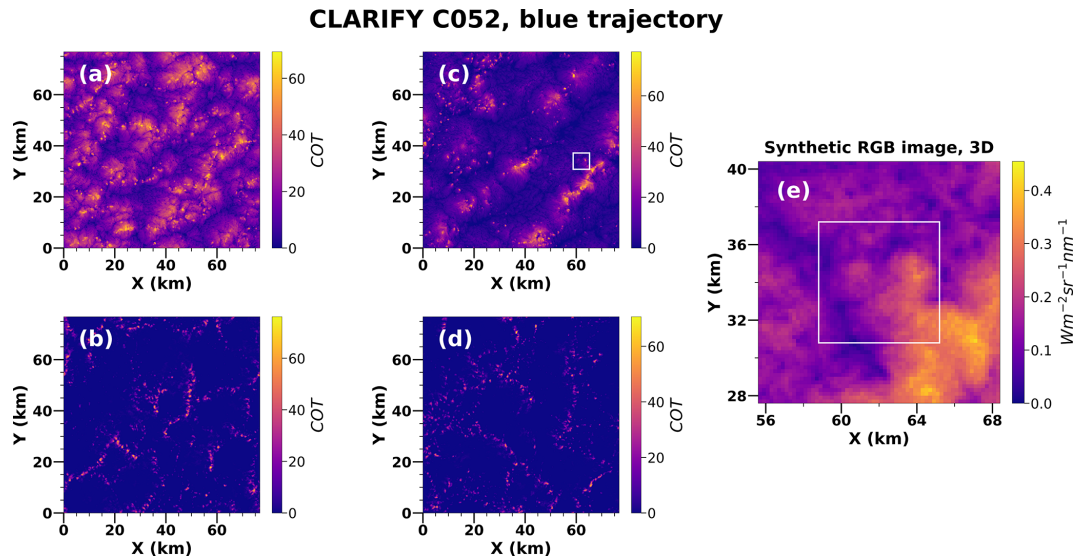 CLARIFY C052, blue trajectory
(a)
Y (km)
60
40
20
0
0 20 40 60
X (km)
60
40
20
0
COT
(c)
Y (km)
60
40
20
0
0 20 40 60
X (km)
60
40
20
0
COT
(b)
Y (km)
60
40
20
0
0 20 40 60
X (km)
60
40
20
0
COT
(d)
Y (km)
60
40
20
0
0 20 40 60
X (km)
60
40
20
0
COT
Synthetic RGB image, 3D
(e)
Y (km)
40
36
32
28
56 60 64 68
X (km)
0.4
0.3
0.2
0.1
0.0
Wm⁻²sr⁻¹nm⁻¹